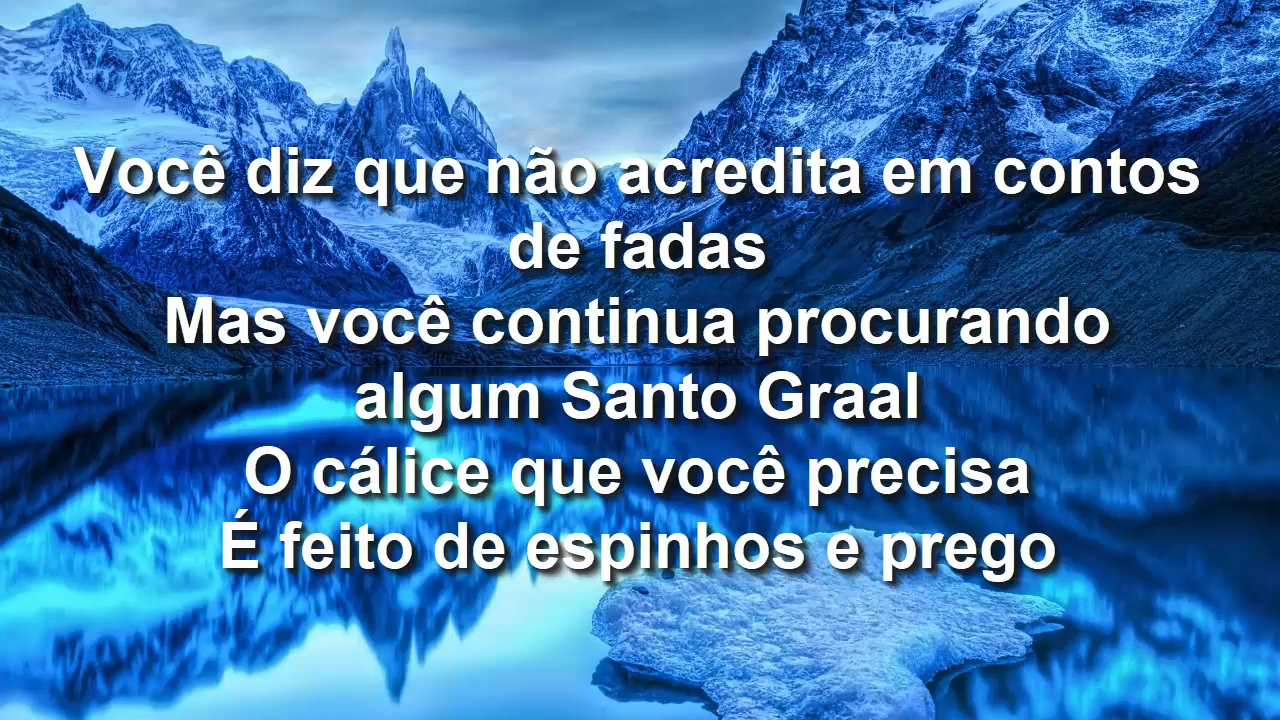 Você diz que não acredita em contos
de fadas
Mas você continua procurando
algum Santo Graal
O cálice que você precisa
É feito de espinhos e prego